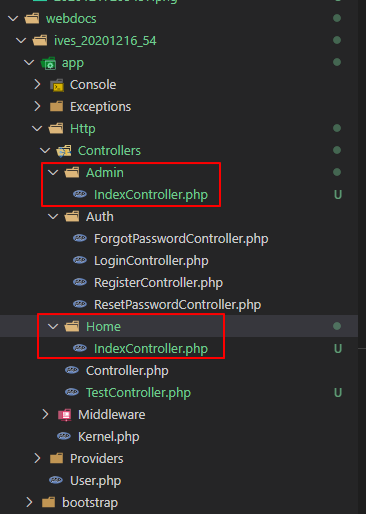 webdocs
ives_20201216_54
app
Console
Exceptions
Http
Controllers
Admin
IndexController.php U
Auth
ForgotPasswordController.php
LoginController.php
RegisterController.php
ResetPasswordController.php
Home
IndexController.php U
Controller.php
TestController.php U
Middleware
Kernel.php
Providers
User.php
bootstrap